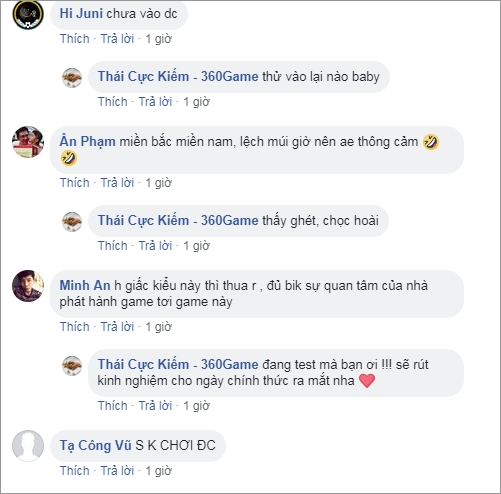 Hi Juni chưa vào dc
Thích · Trả lời · 1 giờ
Thái Cực Kiếm - 360Game thử vào lại nào baby
Thích · Trả lời · 1 giờ
Ân Phạm miền bắc miền nam, lệch múi giờ nên ae thông cảm 🤣
🤣
Thích · Trả lời · 1 giờ
Thái Cực Kiếm - 360Game thấy ghét, chọc hoài
Thích · Trả lời · 1 giờ
Minh An h giấc kiểu này thì thua r , đủ bik sự quan tâm của nhà
phát hành game tơi game này
Thích · Trả lời · 1 giờ
Thái Cực Kiếm - 360Game đang test mà bạn ơi !!! sẽ rút
kinh nghiệm cho ngày chính thức ra mắt nha ❤
Thích · Trả lời · 1 giờ
Tạ Công Vũ S K CHƠI ĐC
Thích · Trả lời · 1 giờ